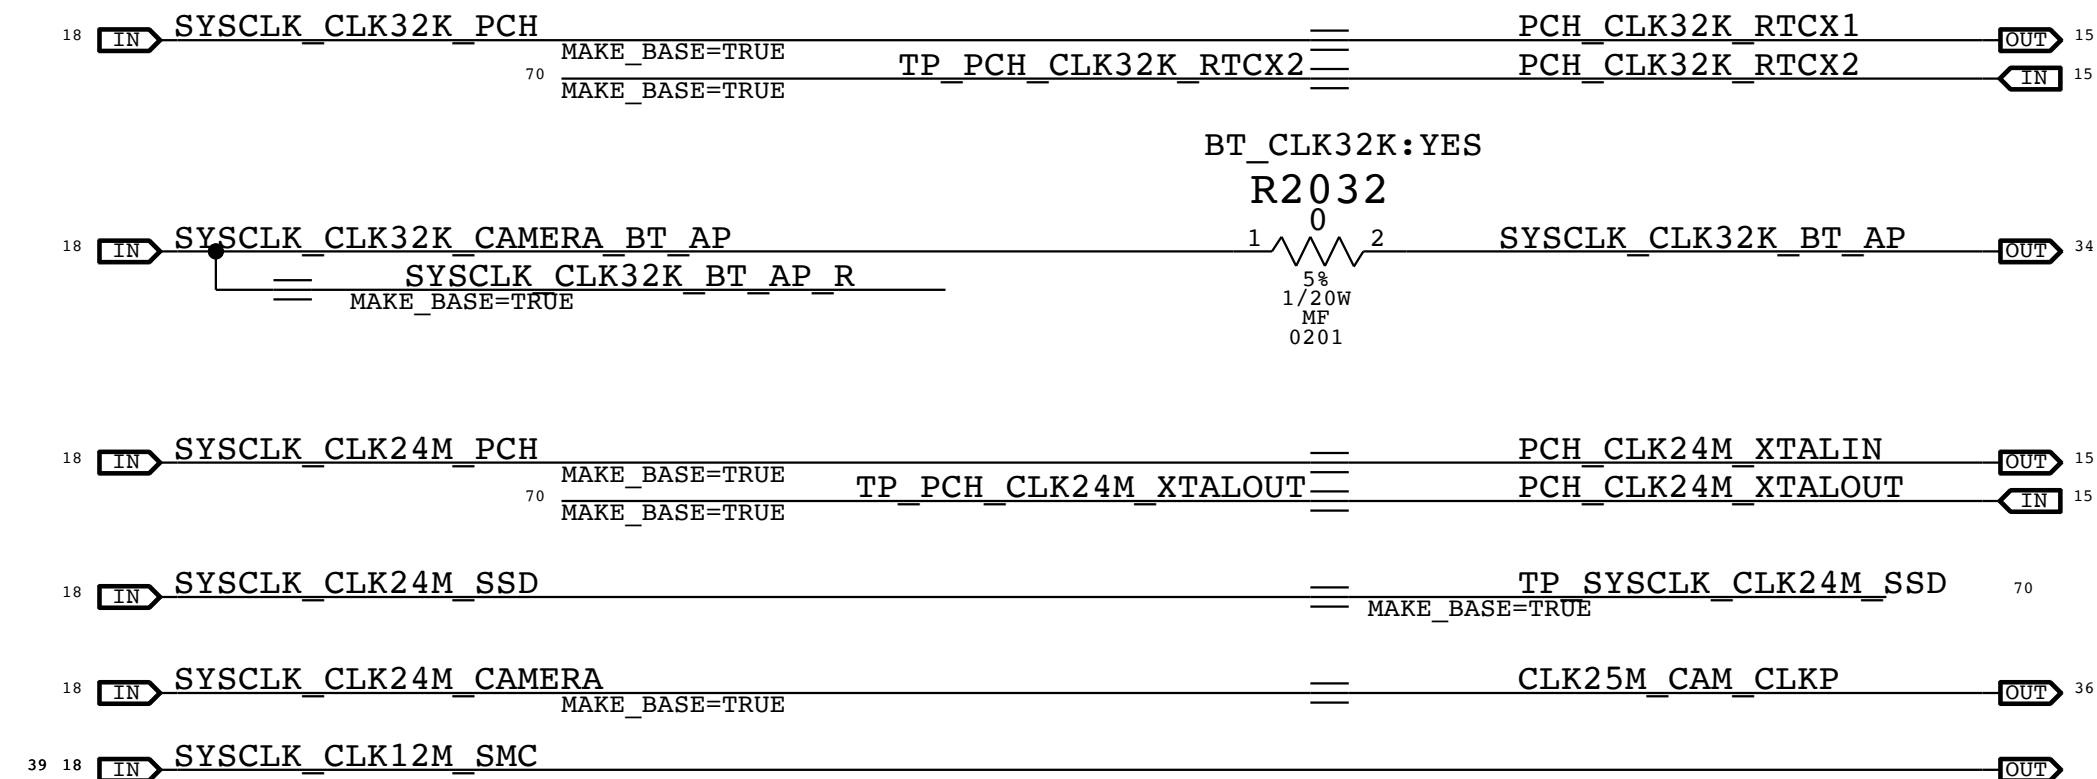 18 IN SYSCLK_CLK32K_PCH PCH_CLK32K_RTCX1 OUT 15
MAKE_BASE=TRUE
70 TP_PCH_CLK32K_RTCX2 PCH_CLK32K_RTCX2 IN 15
MAKE_BASE=TRUE
BT_CLK32K:YES
R2032
0
18 IN SYSCLK_CLK32K_CAMERA_BT_AP 1 2 SYSCLK_CLK32K_BT_AP OUT 34
SYSCLK_CLK32K_BT_AP_R
MAKE_BASE=TRUE
5%
1/20W
MF
0201
18 IN SYSCLK_CLK24M_PCH PCH_CLK24M_XTALIN OUT 15
MAKE_BASE=TRUE
70 TP_PCH_CLK24M_XTALOUT PCH_CLK24M_XTALOUT IN 15
MAKE_BASE=TRUE
18 IN SYSCLK_CLK24M_SSD TP_SYSCLK_CLK24M_SSD 70
MAKE_BASE=TRUE
18 IN SYSCLK_CLK24M_CAMERA CLK25M_CAM_CLKP OUT 36
MAKE_BASE=TRUE
39 18 IN SYSCLK_CLK12M_SMC OUT